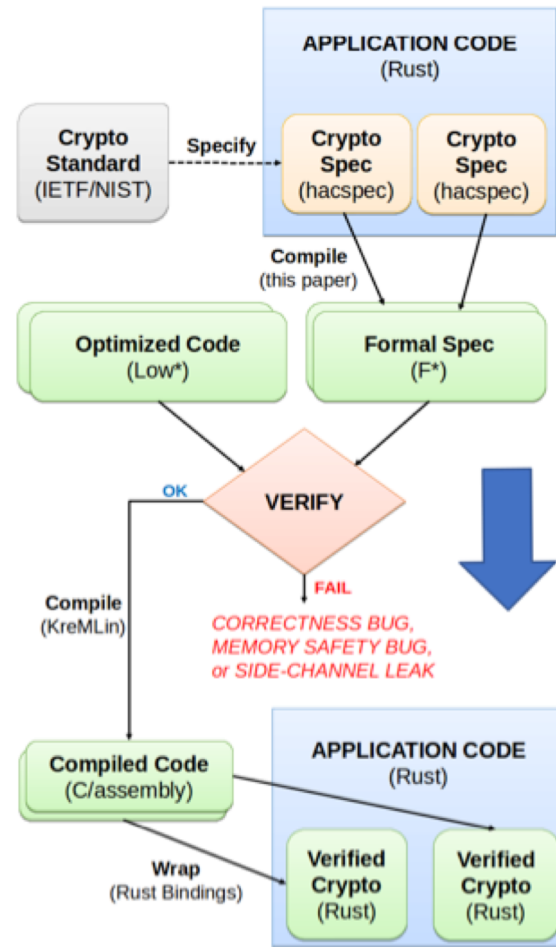 APPLICATION CODE
(Rust)
Crypto
Standard
(IETF/NIST)
Specify
Crypto
Spec
(hacspec)
Crypto
Spec
(hacspec)
Compile
(this paper)
Optimized Code
(Low*)
Formal Spec
(F*)
VERIFY
OK
FAIL
Compile
(KreMLin)
CORRECTNESS BUG,
MEMORY SAFETY BUG,
or SIDE-CHANNEL LEAK
Compiled Code
(C/assembly)
APPLICATION CODE
(Rust)
Wrap
(Rust Bindings)
Verified
Crypto
(Rust)
Verified
Crypto
(Rust)